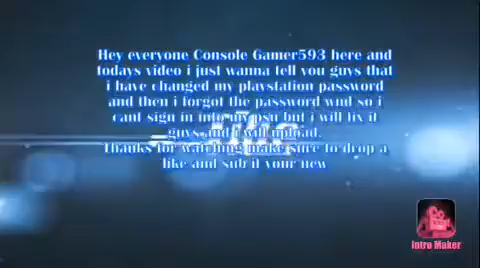 Hey everyone Console Gamer593 here and
todays video i just wanna tell you guys that
i have changed my playstation password
and then i forgot the password wnd so i
cant sign in into my psn but i will fix it
guys and i will upload.
Thanks for watching make sure to drop a
like and sub if your new
Intro Maker